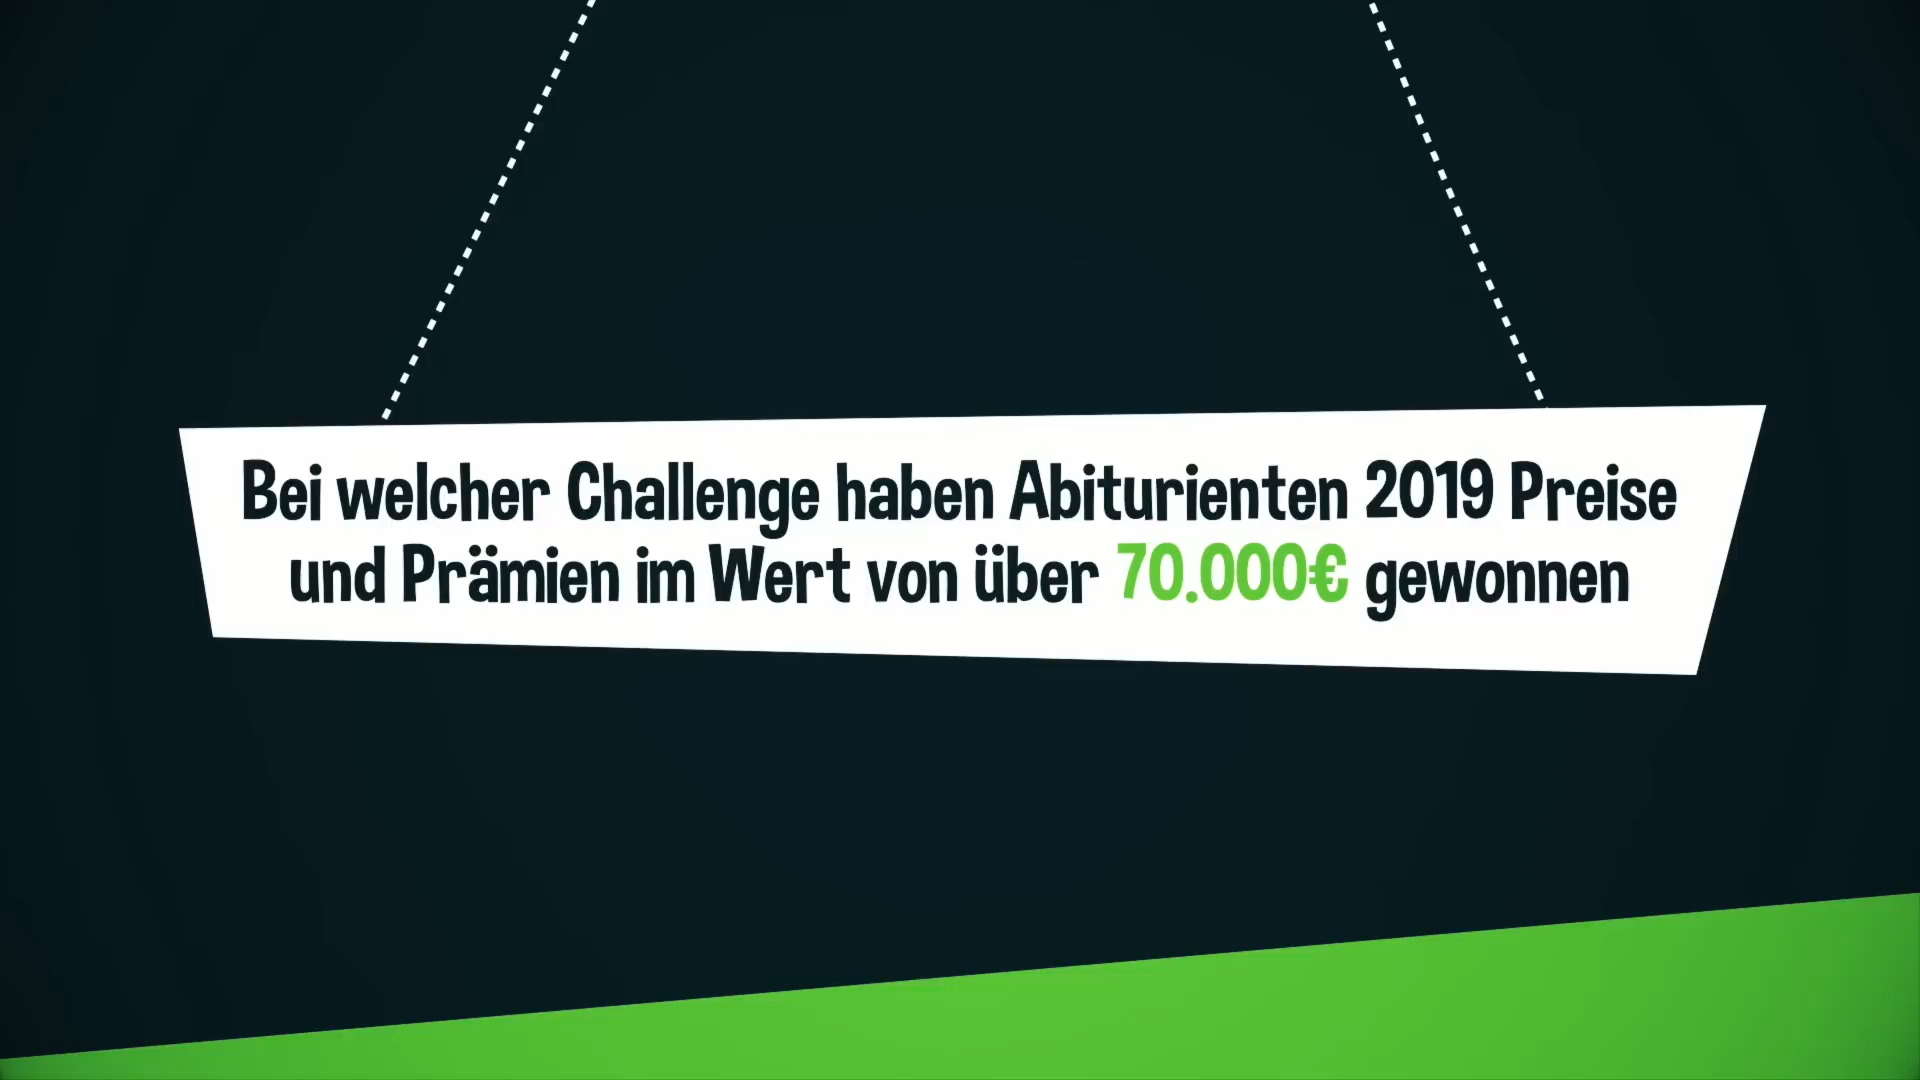 Bei welcher Challenge haben Abiturienten 2019 Preise
und Prämien im Wert von über 70.000€ gewonnen